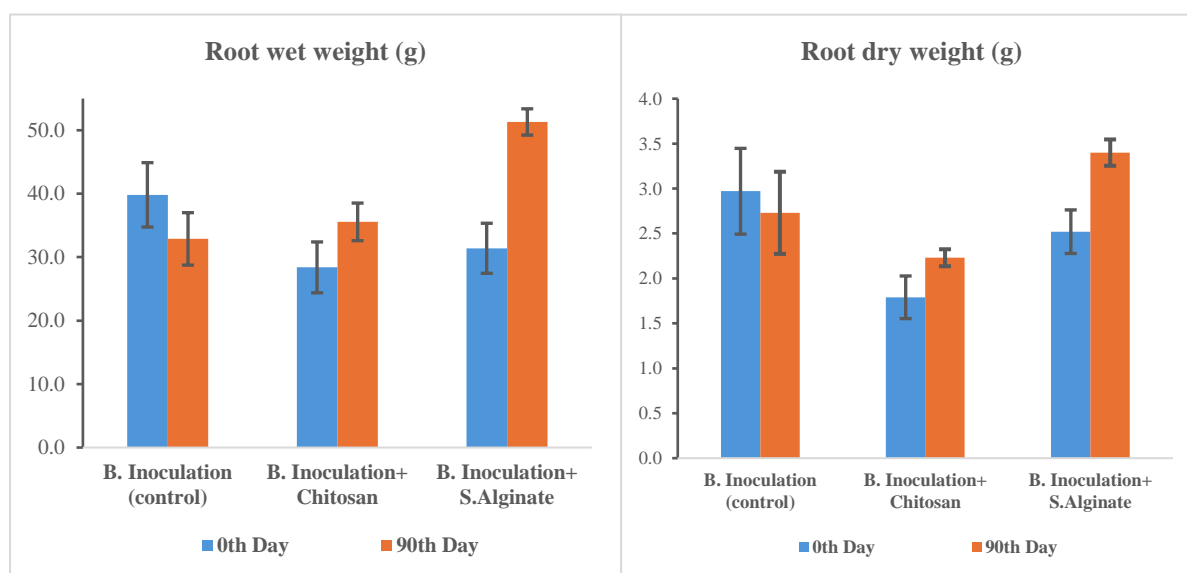 Root wet weight (g)
50.0
40.0
30.0
20.0
10.0
0.0
B. Inoculation
(control)
B. Inoculation+
Chitosan
B. Inoculation+
S.Alginate
0th Day
90th Day
Root dry weight (g)
4.0
3.5
3.0
2.5
2.0
1.5
1.0
0.5
0.0
B. Inoculation
(control)
B. Inoculation+
Chitosan
B. Inoculation+
S.Alginate
0th Day
90th Day